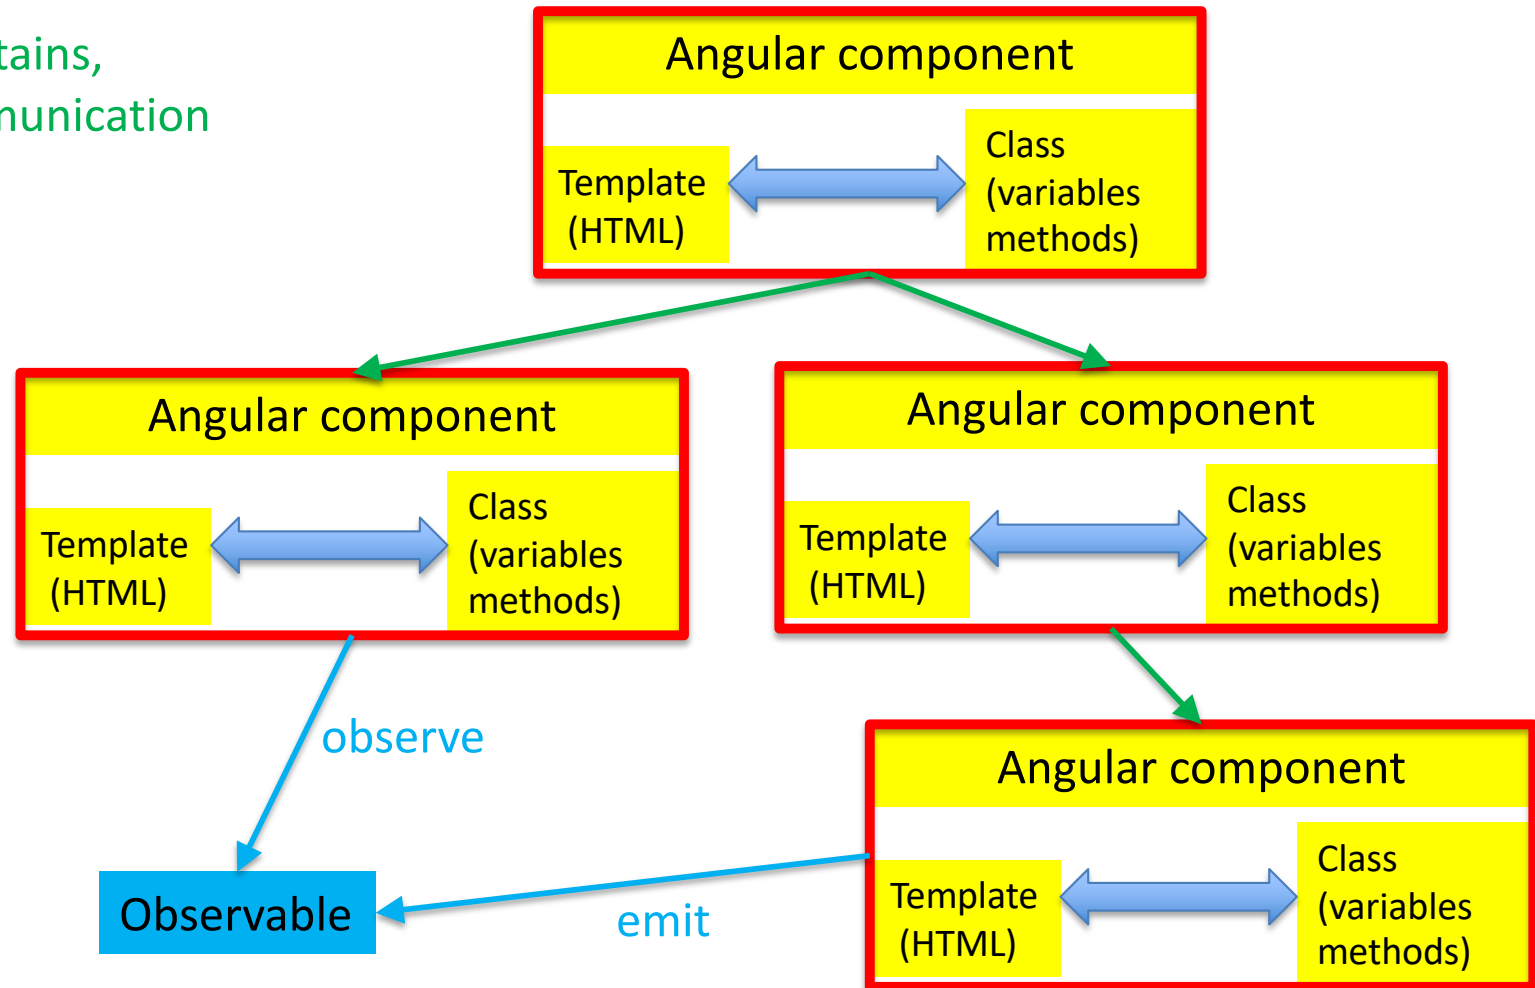 tains,
munication
Angular component
Template
(HTML)
Class
(variables
methods)
Angular component
Template
(HTML)
Class
(variables
methods)
Angular component
Template
(HTML)
Class
(variables
methods)
observe
Angular component
Template
(HTML)
Class
(variables
methods)
Observable
emit